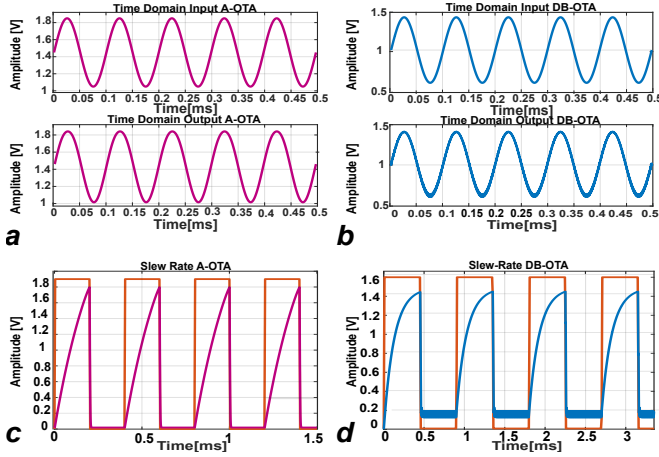 Time Domain Input A-OTA
Amplitude [V]
1.8
1.6
1.4
1.2
1
0 0.05 0.1 0.15 0.2 0.25 0.3 0.35 0.4 0.45 0.5
Time[ms]
Time Domain Output A-OTA
Amplitude [V]
1.8
1.6
1.4
1.2
1
0 0.05 0.1 0.15 0.2 0.25 0.3 0.35 0.4 0.45 0.5
Time[ms]
a
Time Domain Input DB-OTA
Amplitude [V]
1.5
1
0.5
0 0.05 0.1 0.15 0.2 0.25 0.3 0.35 0.4 0.45 0.5
Time[ms]
Time Domain Output DB-OTA
Amplitude [V]
1.5
1.0
0.5
0 0.05 0.1 0.15 0.2 0.25 0.3 0.35 0.4 0.45 0.5
Time[ms]
b
Slew Rate A-OTA
Amplitude [V]
1.8
1.6
1.4
1.2
1
0.8
0.6
0.4
0.2
0
0 0.5 1 1.5
Time[ms]
c
Slew-Rate DB-OTA
Amplitude [V]
1.6
1.4
1.2
1
0.8
0.6
0.4
0.2
0
0 0.5 1 1.5 2 2.5 3
Time[ms]
d